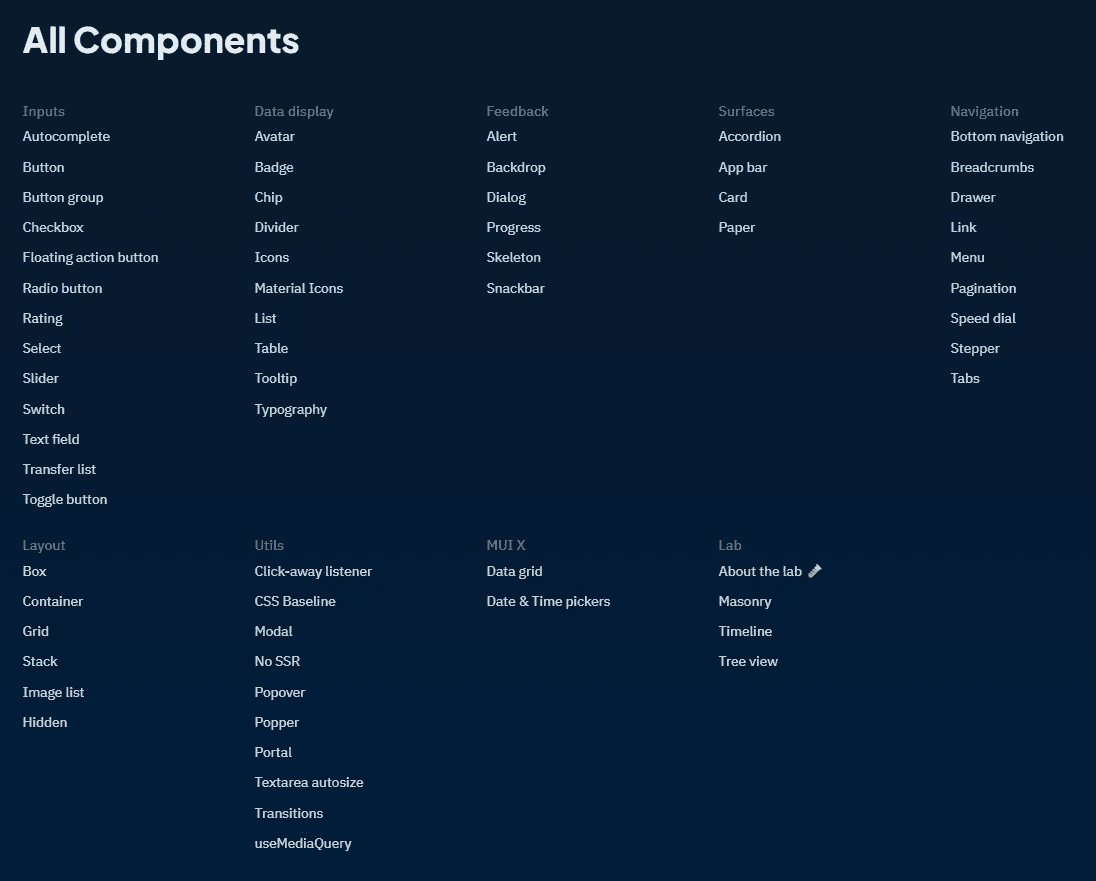 All Components
Inputs
Autocomplete
Button
Button group
Checkbox
Floating action button
Radio button
Rating
Select
Slider
Switch
Text field
Transfer list
Toggle button
Data display
Avatar
Badge
Chip
Divider
Icons
Material Icons
List
Table
Tooltip
Typography
Feedback
Alert
Backdrop
Dialog
Progress
Skeleton
Snackbar
Surfaces
Accordion
App bar
Card
Paper
Navigation
Bottom navigation
Breadcrumbs
Drawer
Link
Menu
Pagination
Speed dial
Stepper
Tabs
Layout
Box
Container
Grid
Stack
Image list
Hidden
Utils
Click-away listener
CSS Baseline
Modal
No SSR
Popover
Popper
Portal
Textarea autosize
Transitions
useMediaQuery
MUI X
Data grid
Date & Time pickers
Lab
About the lab
Masonry
Timeline
Tree view